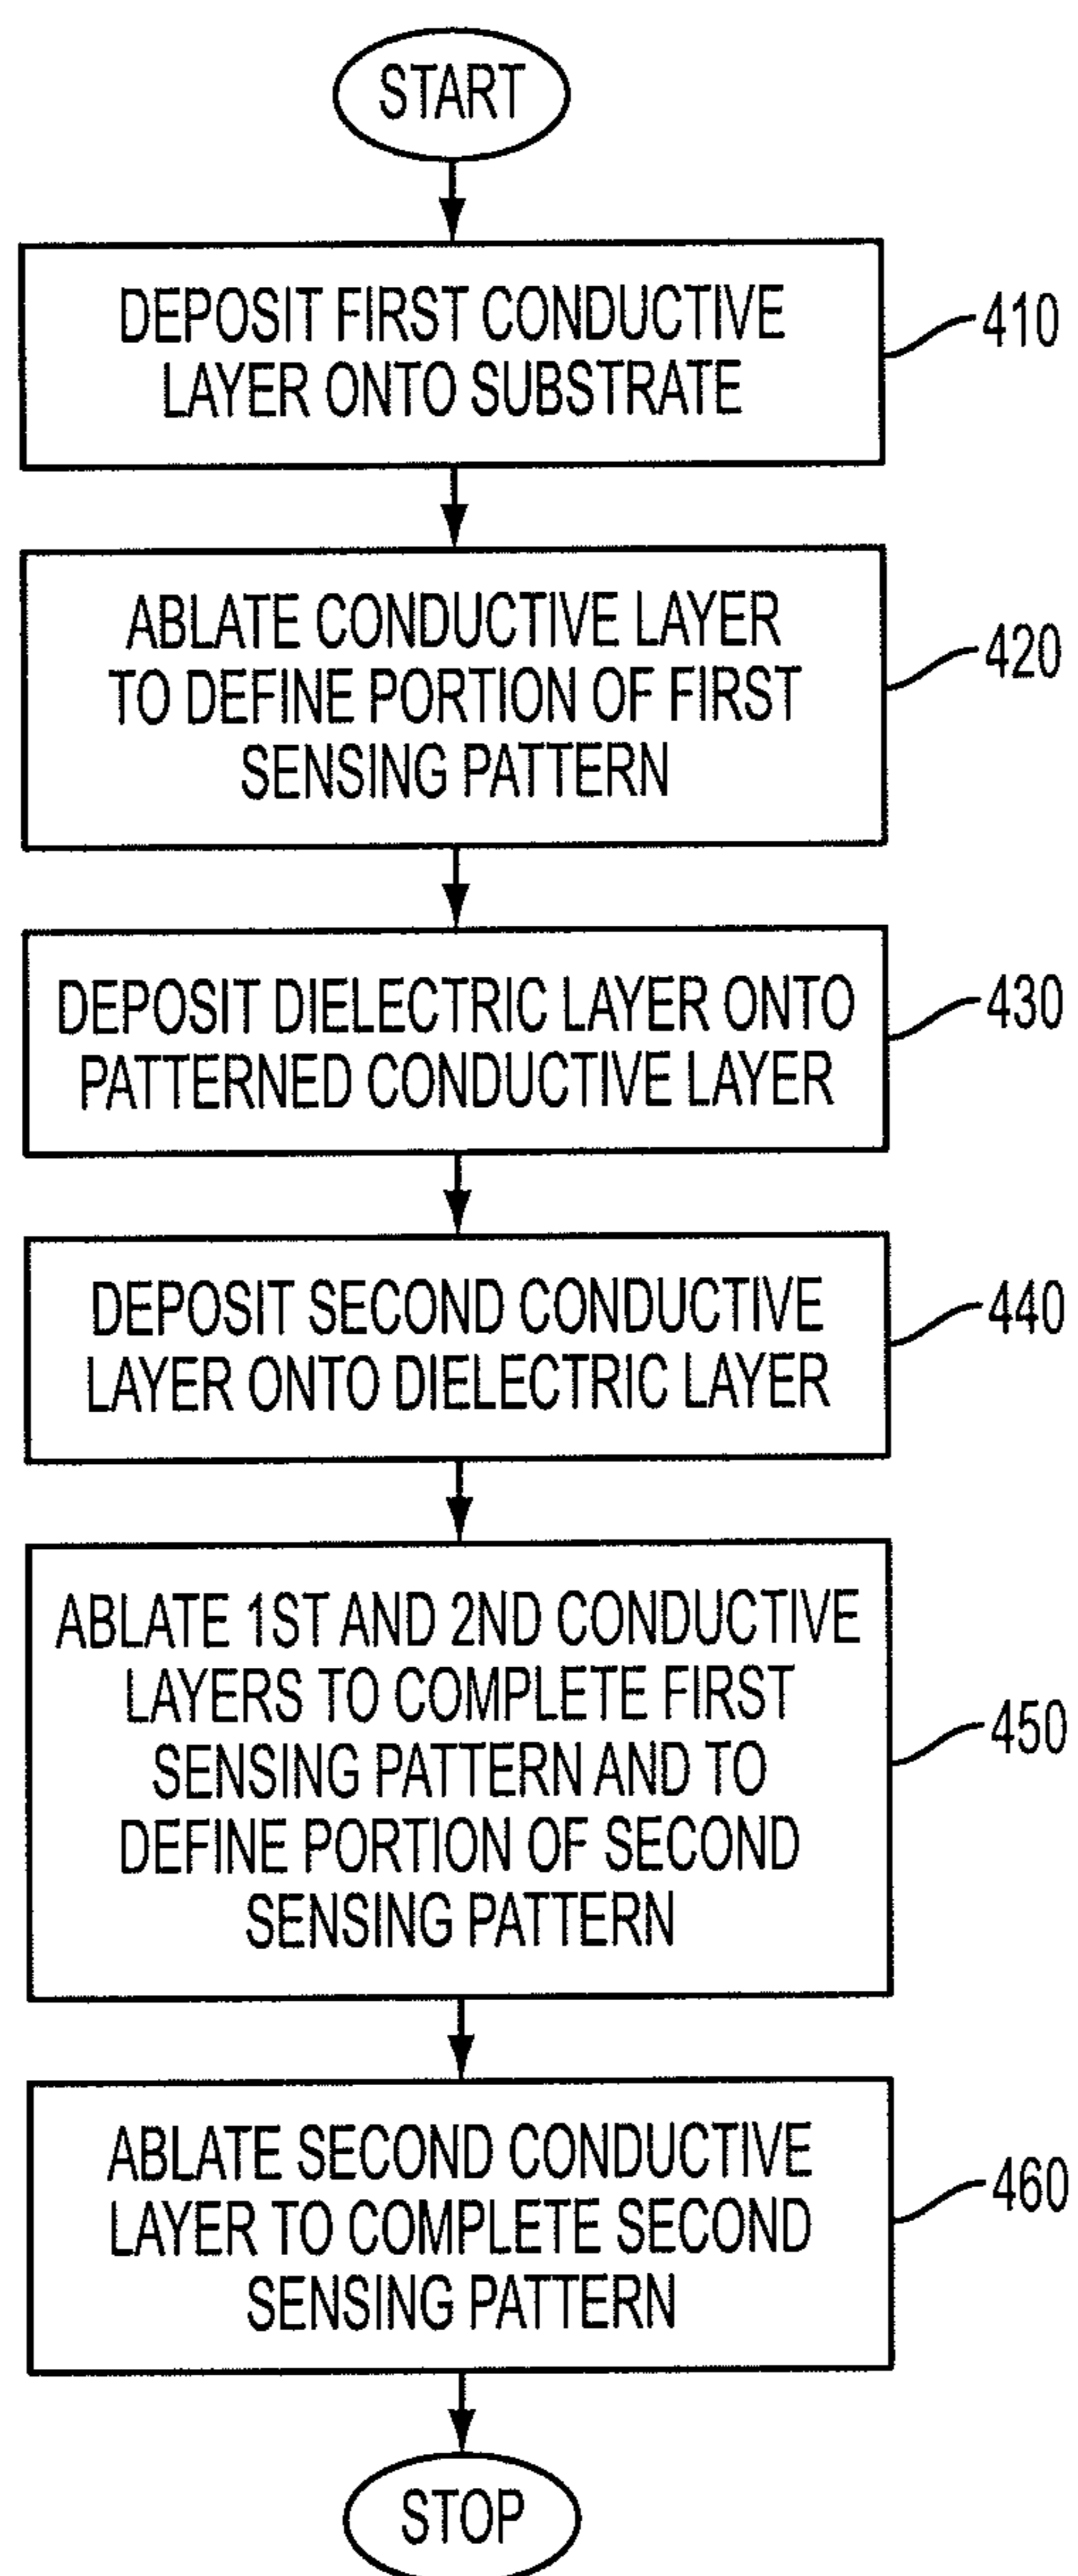 START
DEPOSIT FIRST CONDUCTIVE
LAYER ONTO SUBSTRATE
410
ABLATE CONDUCTIVE LAYER
TO DEFINE PORTION OF FIRST
SENSING PATTERN
420
DEPOSIT DIELECTRIC LAYER ONTO
PATTERNED CONDUCTIVE LAYER
430
DEPOSIT SECOND CONDUCTIVE
LAYER ONTO DIELECTRIC LAYER
440
ABLATE 1ST AND 2ND CONDUCTIVE
LAYERS TO COMPLETE FIRST
SENSING PATTERN AND TO
DEFINE PORTION OF SECOND
SENSING PATTERN
450
ABLATE SECOND CONDUCTIVE
LAYER TO COMPLETE SECOND
SENSING PATTERN
460
STOP